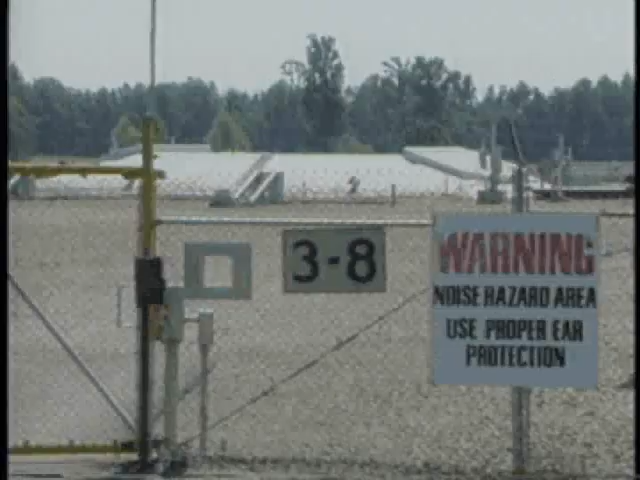 3-8
WARNING
NOISE HAZARD AREA
USE PROPER EAR
PROTECTION